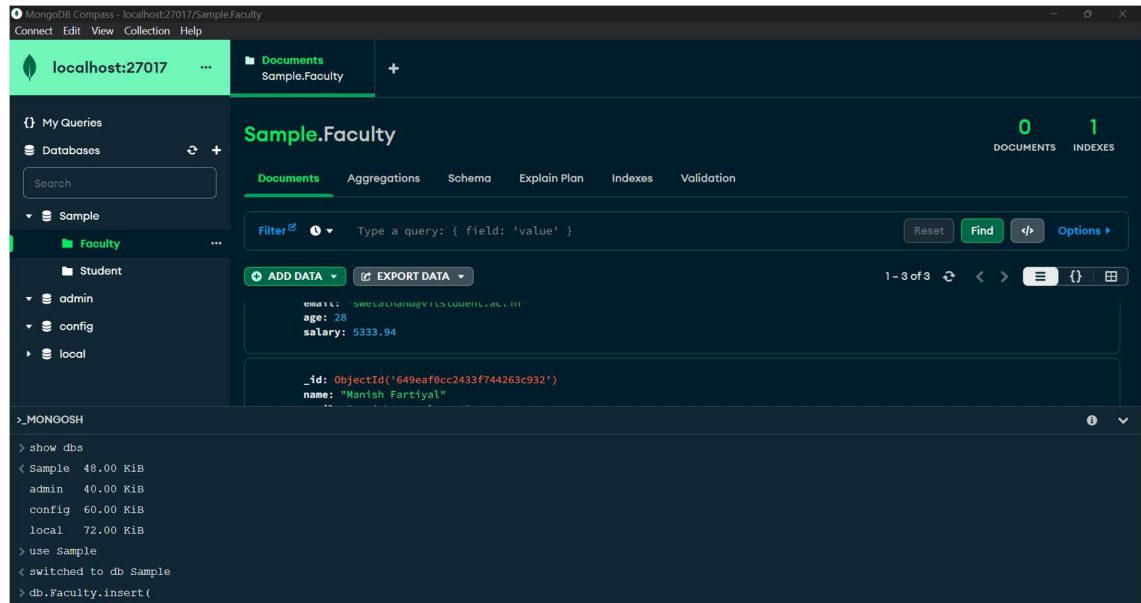 MongoDB Compass - localhost:27017/Sample.Faculty
Connect Edit View Collection Help
localhost:27017 ...
Documents
Sample.Faculty
+
{} My Queries
Databases
Search
Sample
Faculty ...
Student
admin
config
local
Sample.Faculty
0
DOCUMENTS
1
INDEXES
Documents Aggregations Schema Explain Plan Indexes Validation
Filter Type a query: { field: 'value' } Reset Find </> Options
ADD DATA EXPORT DATA 1 – 3 of 3 {}
age: 28
salary: 5333.94
_id: ObjectId('649eaf0cc2433f744263c932')
name: "Manish Fartiyal"
>_MONGOSH
> show dbs
< Sample 48.00 KiB
admin 40.00 KiB
config 60.00 KiB
local 72.00 KiB
> use Sample
< switched to db Sample
> db.Faculty.insert(